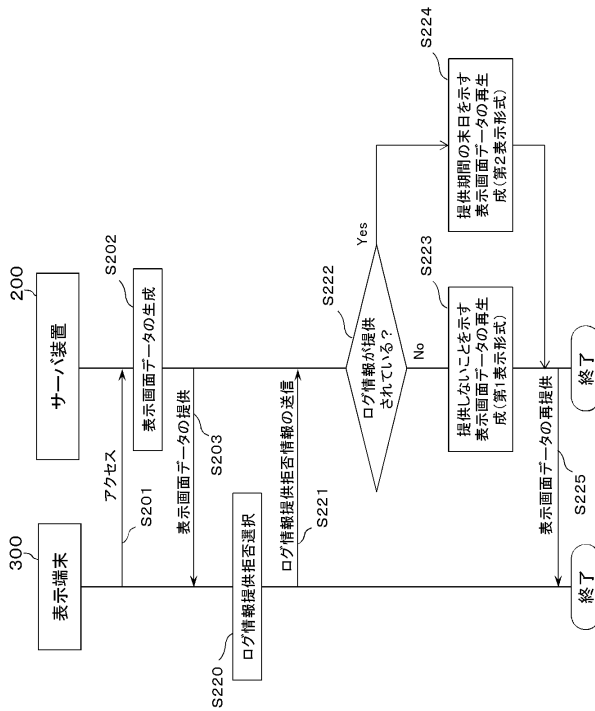 300
表示端末
200
サーバ装置
アクセス
S201
S202
表示画面データの生成
表示画面データの提供
S203
S220
ログ情報提供拒否選択
ログ情報提供拒否情報の送信
S221
S222
ログ情報が提供
されている?
Yes
No
S223
提供しないことを示す
表示画面データの再生
成(第1表示形式)
S224
提供期間の末日を示す
表示画面データの再生
成(第2表示形式)
表示画面データの再提供
S225
終了
終了